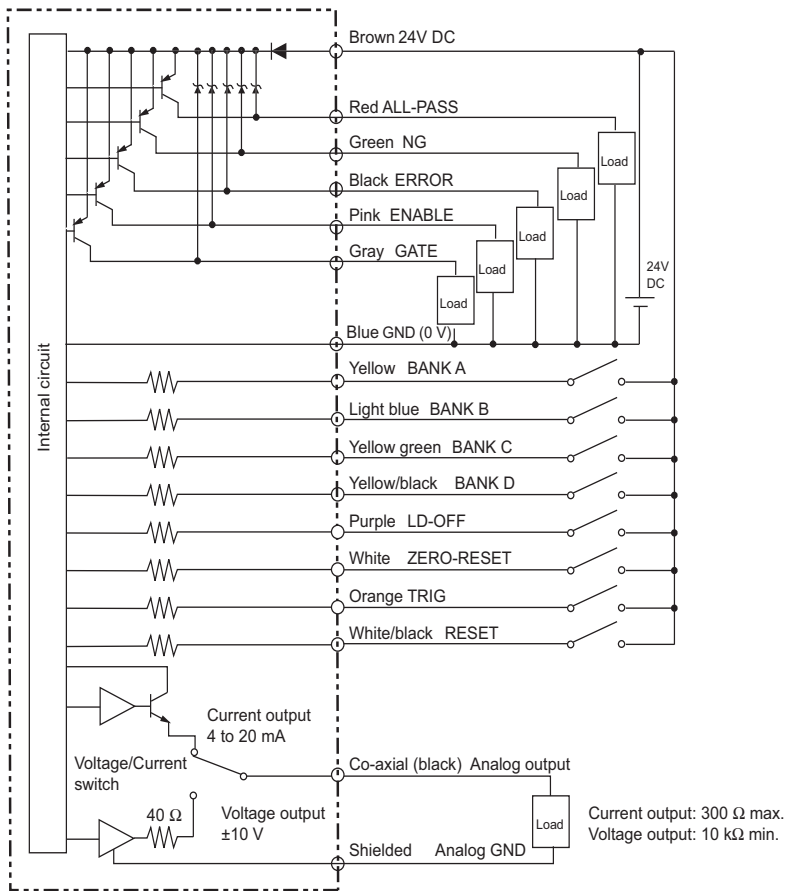 Brown 24V DC
Red ALL-PASS
Load
Green NG
Load
Black ERROR
Load
Pink ENABLE
Load
Gray GATE
Load
24V
DC
Blue GND (0 V)
Internal circuit
Yellow BANK A
Light blue BANK B
Yellow green BANK C
Yellow/black BANK D
Purple LD-OFF
White ZERO-RESET
Orange TRIG
White/black RESET
Current output
4 to 20 mA
Voltage/Current
switch
Co-axial (black) Analog output
40 Ω
Voltage output
±10 V
Load
Current output: 300 Ω max.
Voltage output: 10 kΩ min.
Shielded Analog GND